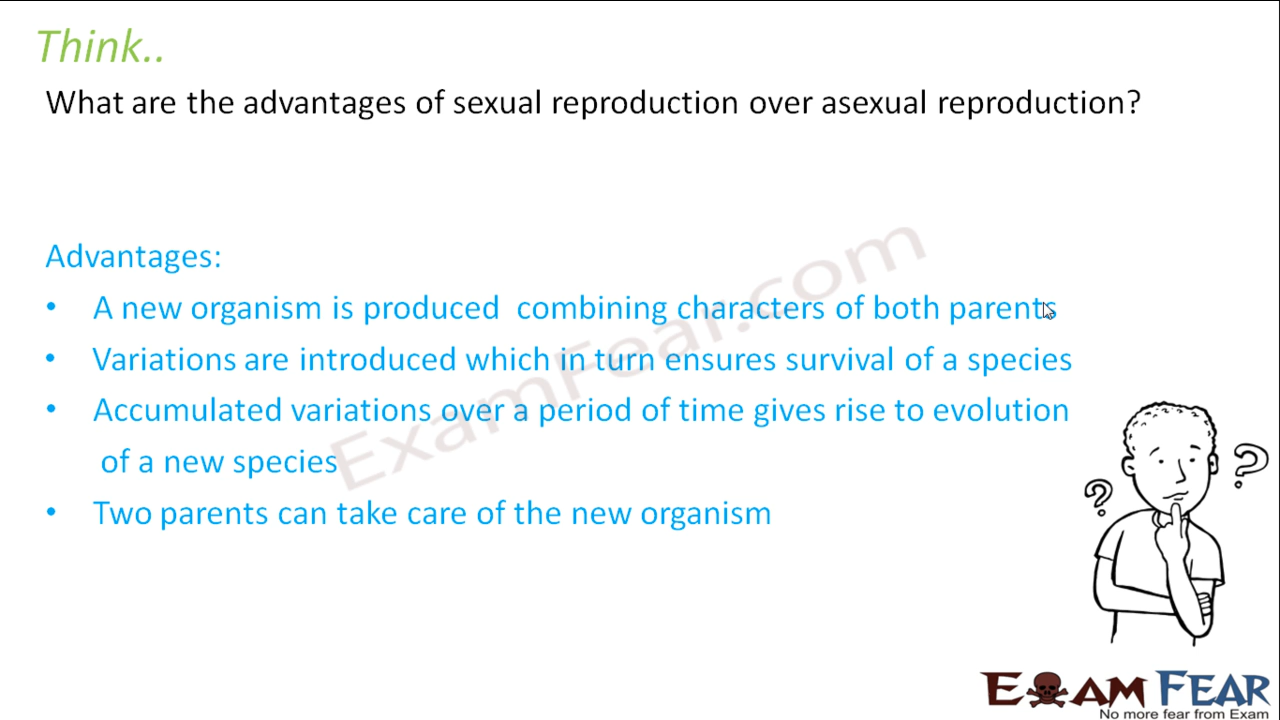 Think..
What are the advantages of sexual reproduction over asexual reproduction?
Advantages:
• A new organism is produced combining characters of both parents
• Variations are introduced which in turn ensures survival of a species
• Accumulated variations over a period of time gives rise to evolution
of a new species
• Two parents can take care of the new organism
ExamFear.com
? ?
EXAM FEAR
No more fear from Exam